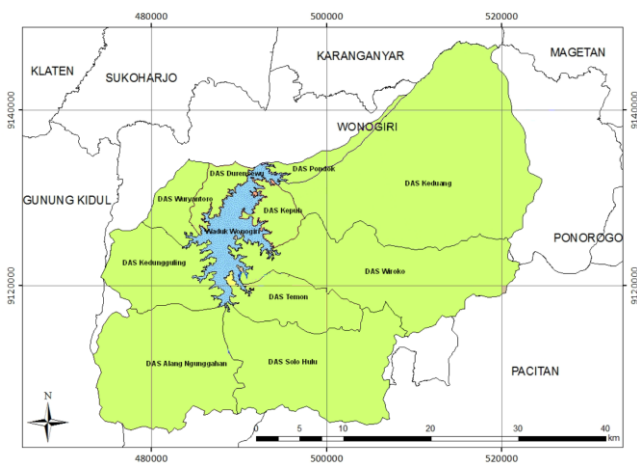 480000
500000
520000
KARANGANYAR
MAGETAN
KLATEN
SUKOHARJO
9140000
9140000
WONOGIRI
DAS Pondok
DAS Durensewu
DAS Keduang
DAS Wuryantoro
GUNUNG KIDUL
DAS Kepuh
Waduk Wonogiri
PONOROGO
DAS Kedungguling
DAS Wiroko
9120000
9120000
DAS Temon
DAS Alang Ngunggahan
DAS Solo Hulu
PACITAN
N
0
5
10
20
30
40
km
480000
500000
520000